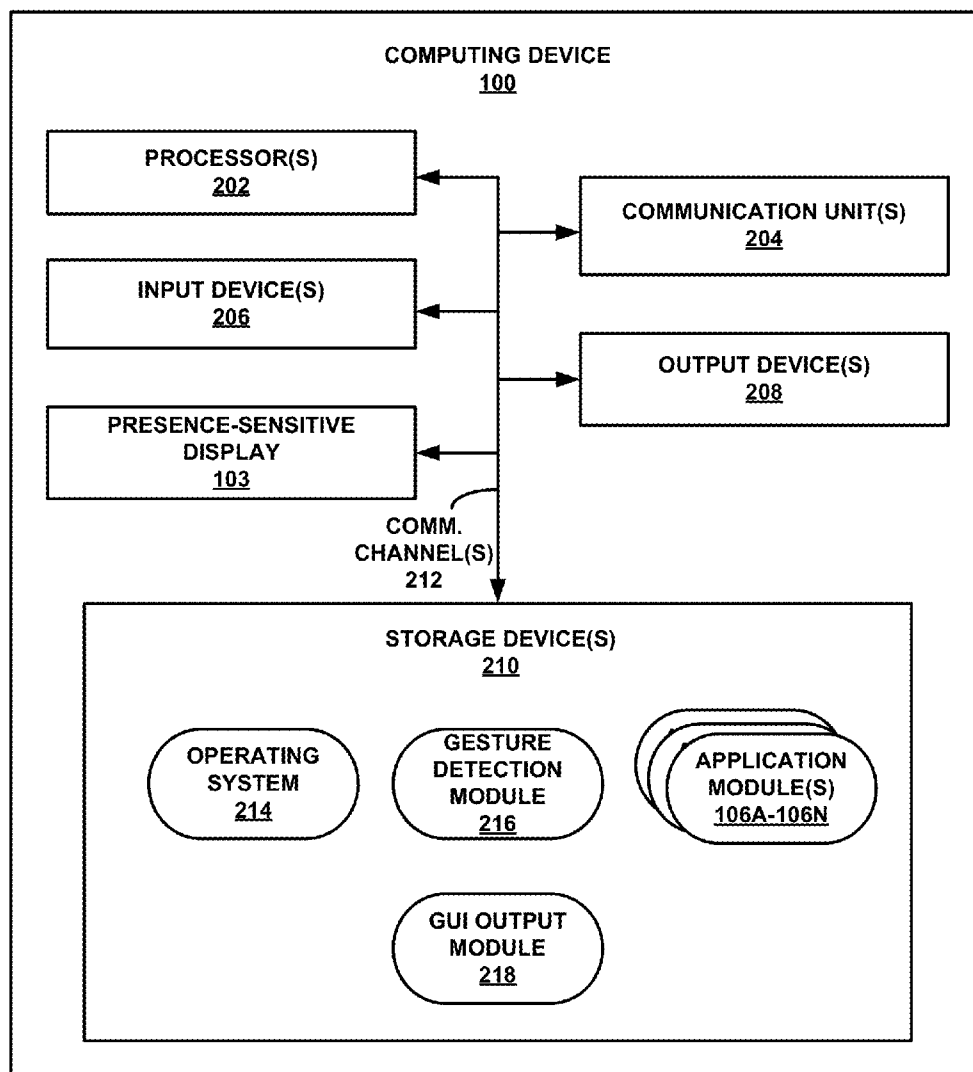 COMPUTING DEVICE
100
PROCESSOR(S)
202
COMMUNICATION UNIT(S)
204
INPUT DEVICE(S)
206
OUTPUT DEVICE(S)
208
PRESENCE-SENSITIVE
DISPLAY
103
COMM.
CHANNEL(S)
212
STORAGE DEVICE(S)
210
OPERATING
SYSTEM
214
GESTURE
DETECTION
MODULE
216
APPLICATION
MODULE(S)
106A-106N
GUI OUTPUT
MODULE
218